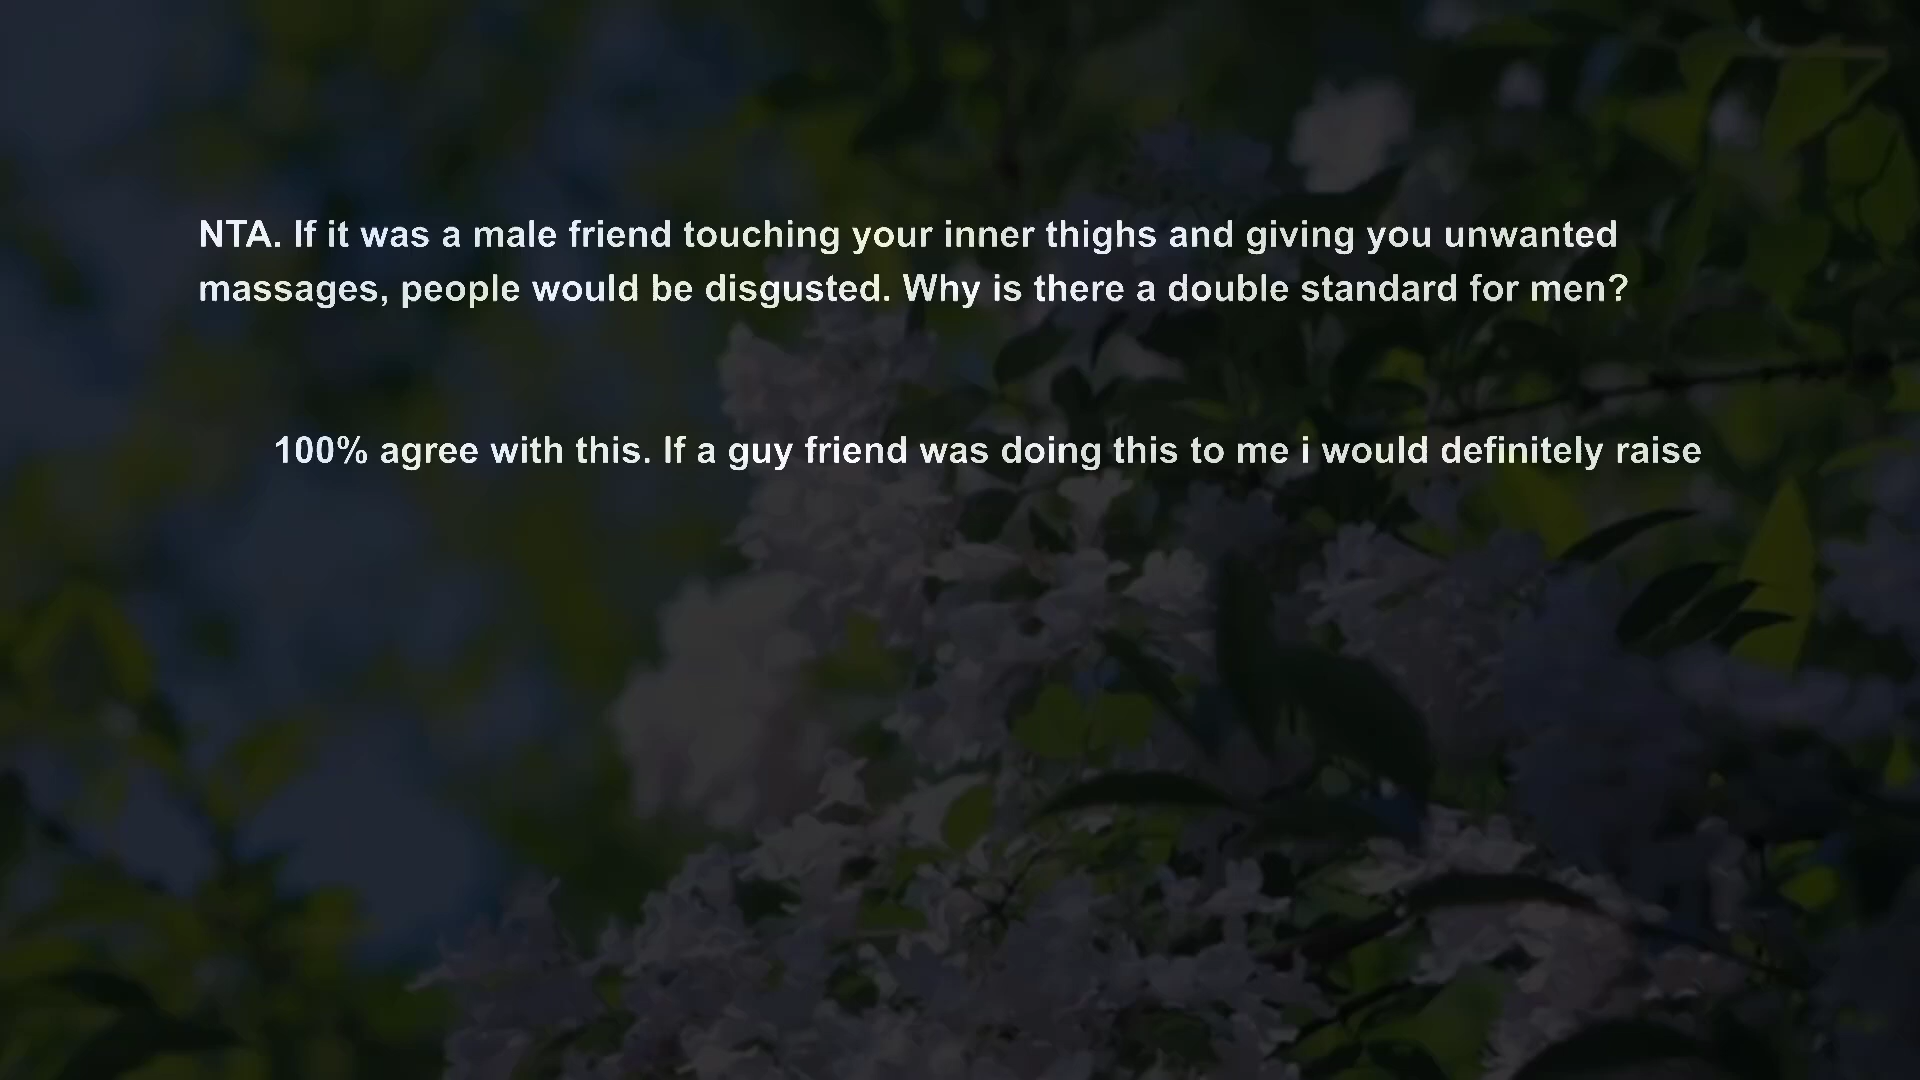 NTA. If it was a male friend touching your inner thighs and giving you unwanted
massages, people would be disgusted. Why is there a double standard for men?
100% agree with this. If a guy friend was doing this to me i would definitely raise